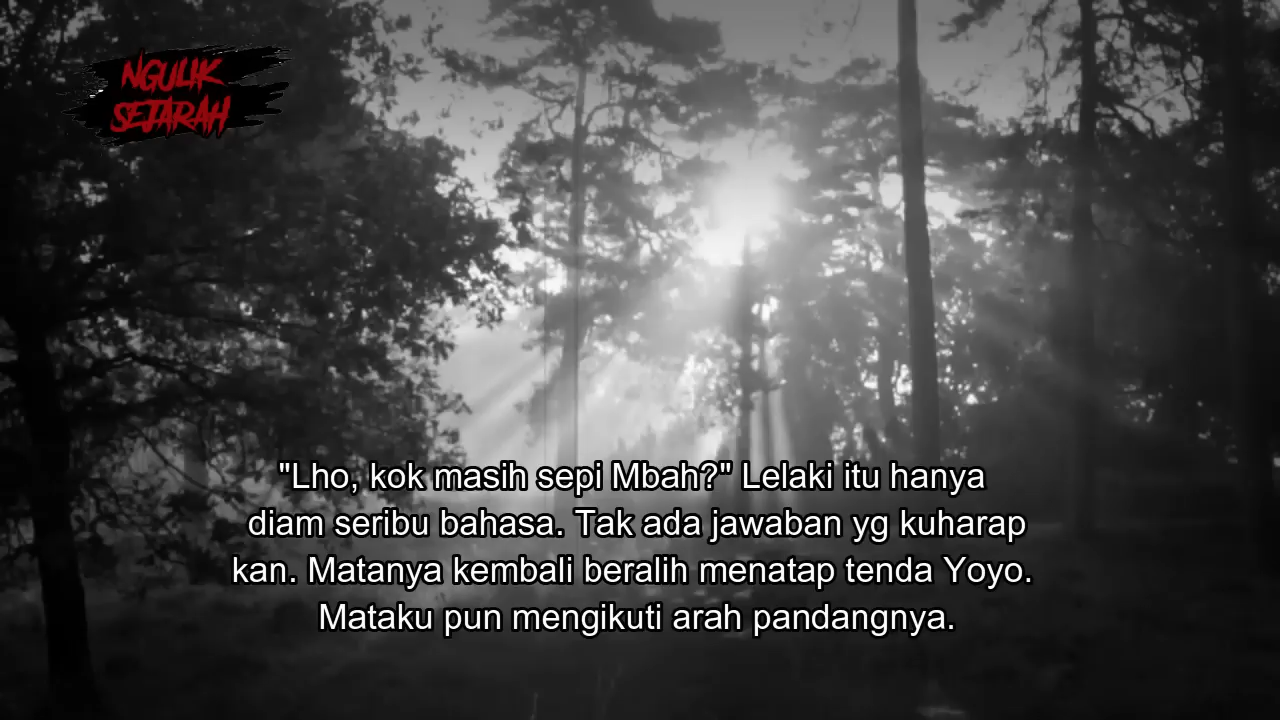 NGULIK
SEJARAH
"Lho, kok masih sepi Mbah?" Lelaki itu hanya
diam seribu bahasa. Tak ada jawaban yg kuharap
kan. Matanya kembali beralih menatap tenda Yoyo.
Mataku pun mengikuti arah pandangnya.